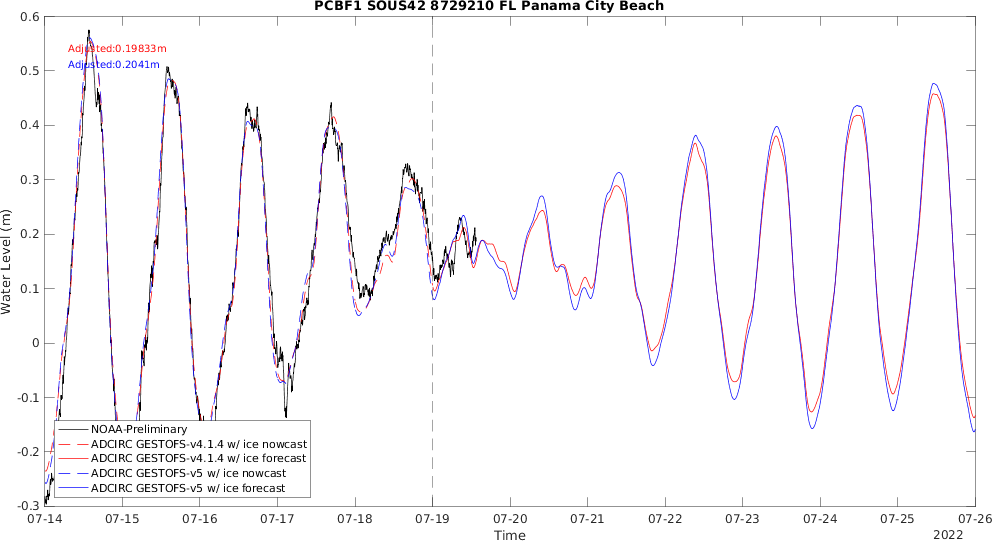 PCBF1 SOUS42 8729210 FL Panama City Beach
0.6
0.5
0.4
0.3
0.2
0.1
0
-0.1
-0.2
-0.3
Water Level (m)
Adjusted:0.19833m
Adjusted:0.2041m
NOAA-Preliminary
ADCIRC GESTOFS-v4.1.4 w/ ice nowcast
ADCIRC GESTOFS-v4.1.4 w/ ice forecast
ADCIRC GESTOFS-v5 w/ ice nowcast
ADCIRC GESTOFS-v5 w/ ice forecast
07-14 07-15 07-16 07-17 07-18 07-19 07-20 07-21 07-22 07-23 07-24 07-25 07-26
Time
2022